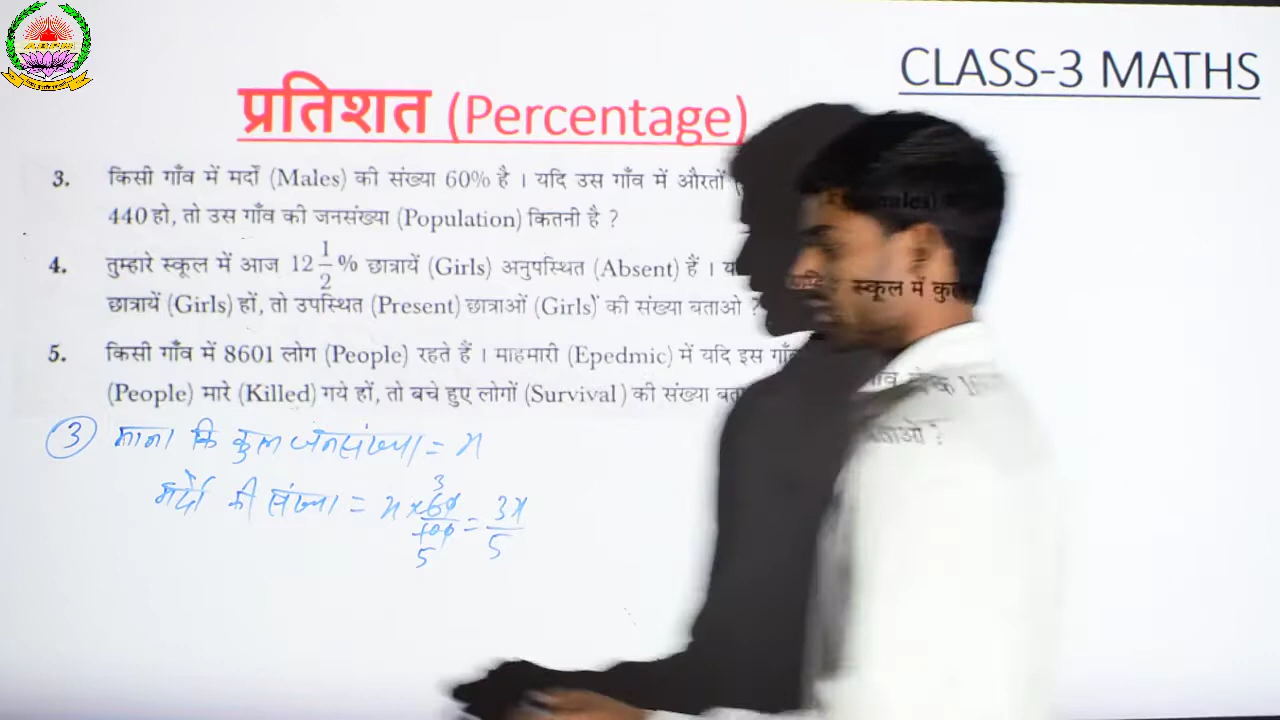 CLASS-3 MATHS
प्रतिशत (Percentage)
3. किसी गाँव में मर्दों (Males) की संख्या 60% है । यदि उस गाँव में औरतों
440 हो, तो उस गाँव की जनसंख्या (Population) कितनी है ?
4. तुम्हारे स्कूल में आज 12 1/2 % छात्रायें (Girls) अनुपस्थित (Absent) हैं । स्कूल में
छात्रायें (Girls) हों, तो उपस्थित (Present) छात्राओं (Girls) की संख्या बताओ ?
5. किसी गाँव में 8601 लोग (People) रहते हैं । माहमारी (Epedmic) में यदि इस
(People) मारे (Killed) गये हों, तो बचे हुए लोगों (Survival) की संख्या
3 माना कि कुल जनसंख्या = x
मर्दों की संख्या = x × 60/100 = 3x/5